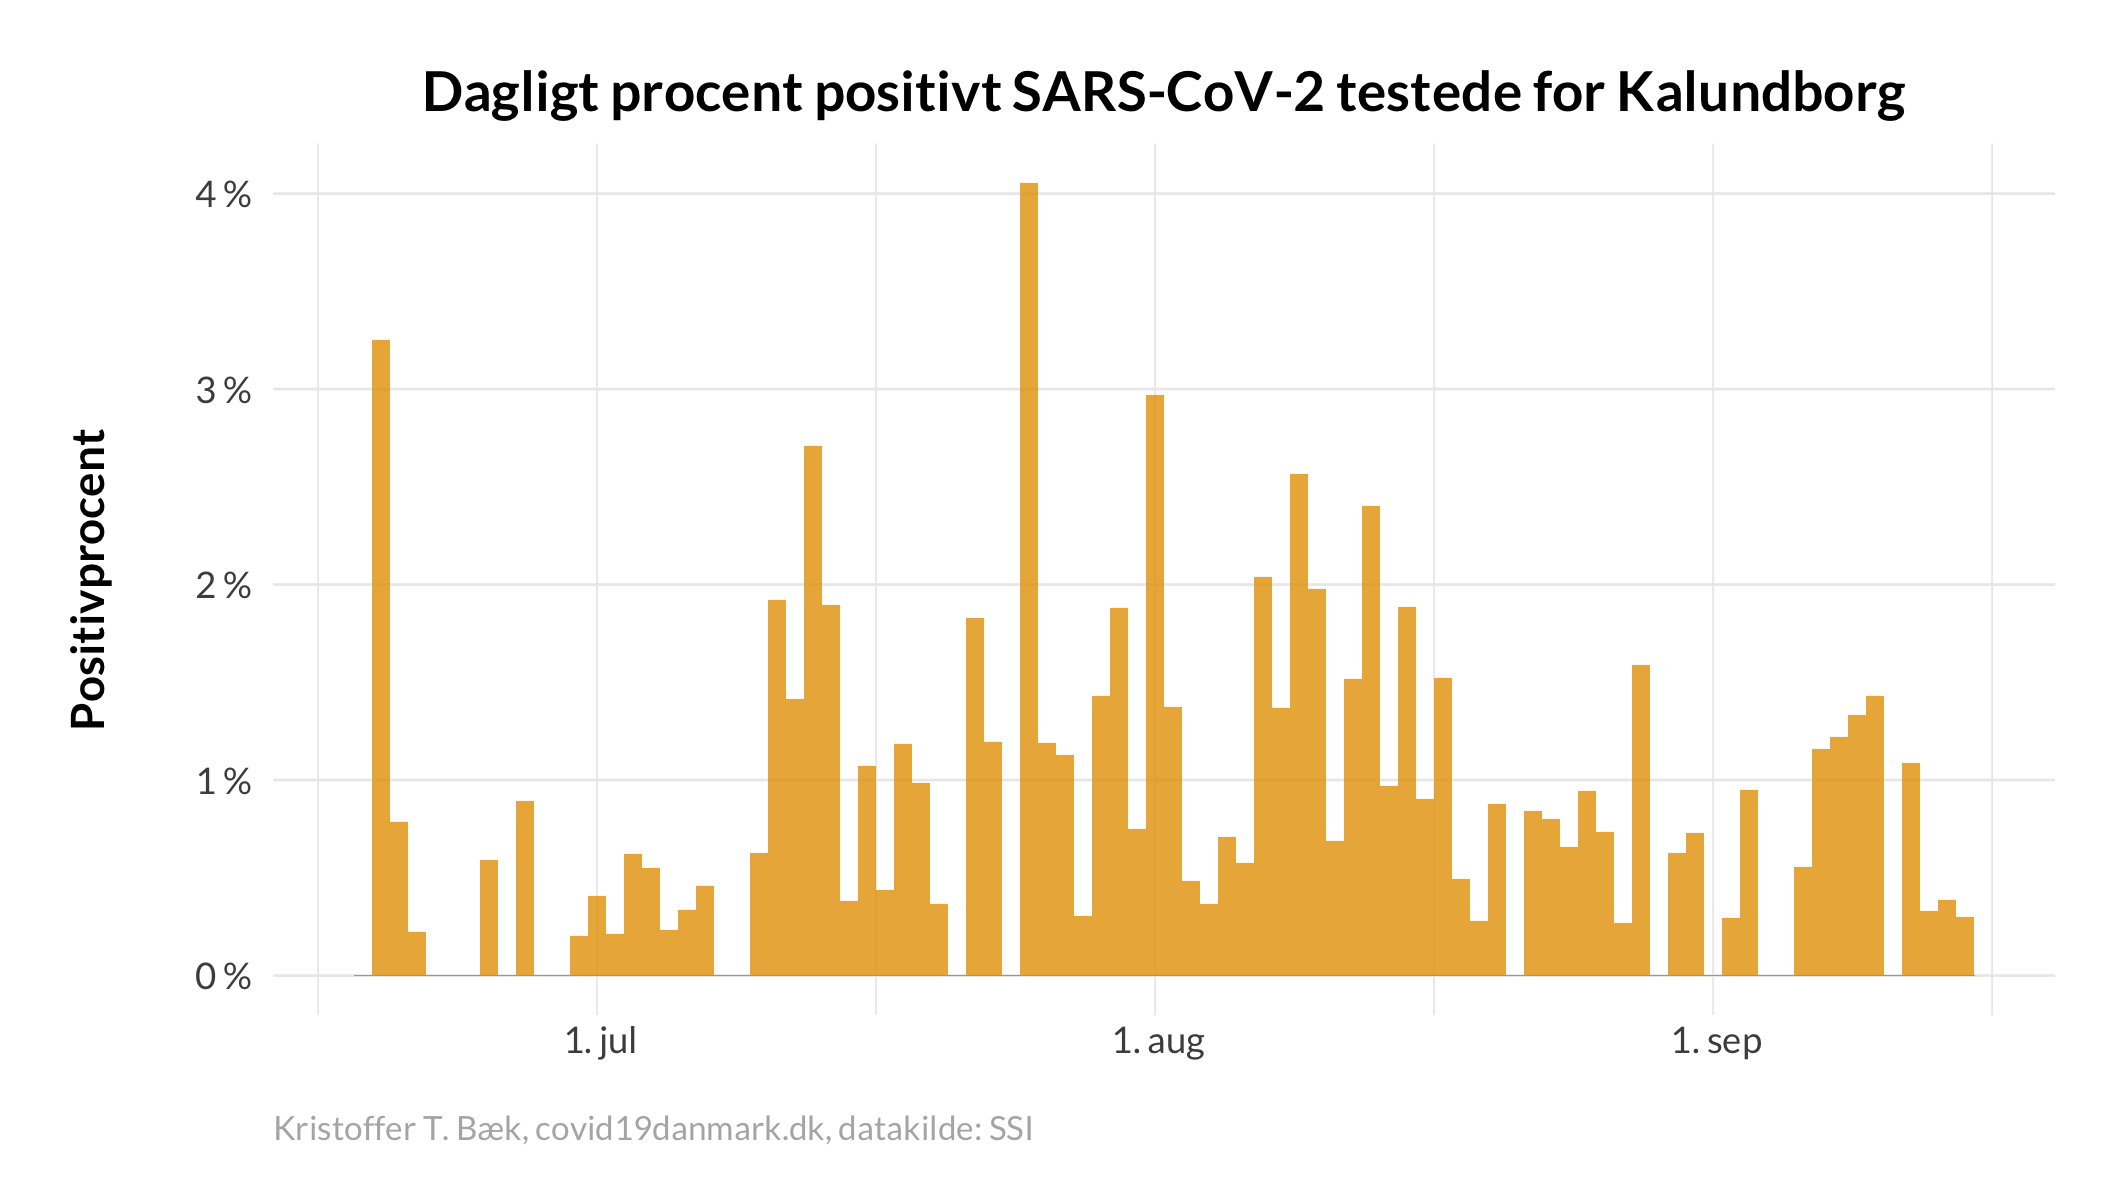 Dagligt procent positivt SARS-CoV-2 testede for Kalundborg
Positivprocent
4 %
3 %
2 %
1 %
0 %
1. jul
1. aug
1. sep
Kristoffer T. Bæk, covid19danmark.dk, datakilde: SSI